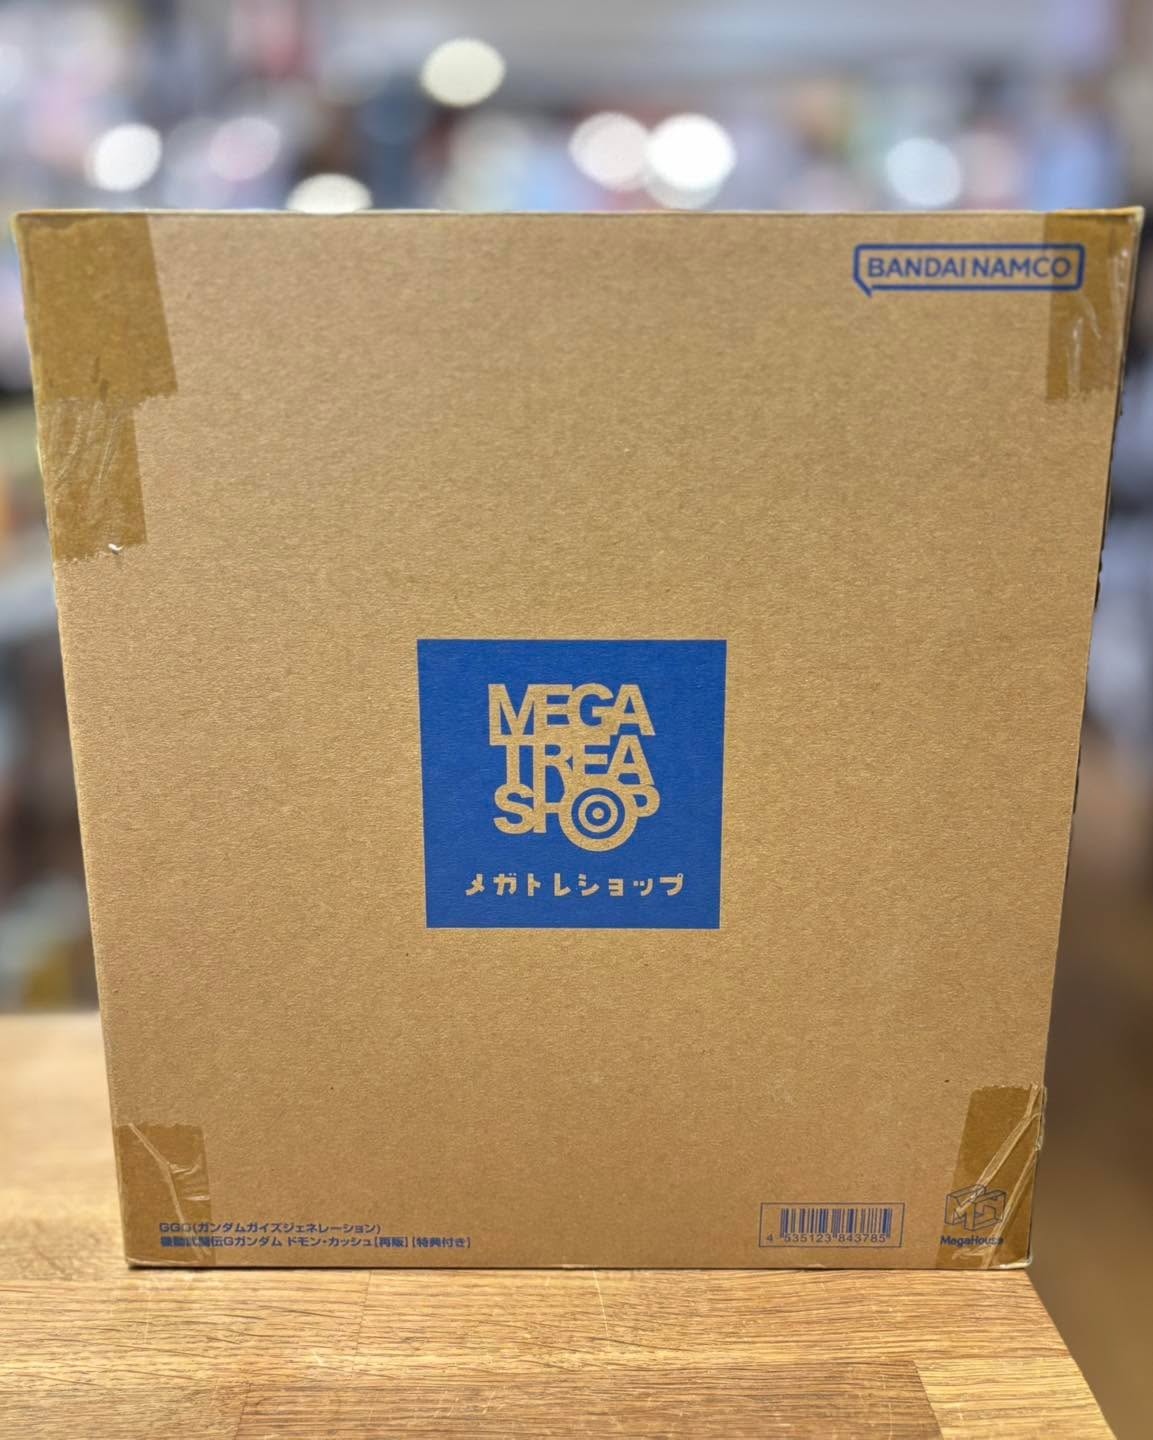 BANDAI NAMCO
MEGA
TREA
SHOP
メガトレショップ
GGG(ガンダムガイズジェネレーション)
機動武闘伝Gガンダム ドモン・カッシュ【再販】【特典付き】
4 535123 843785
MegaHouse